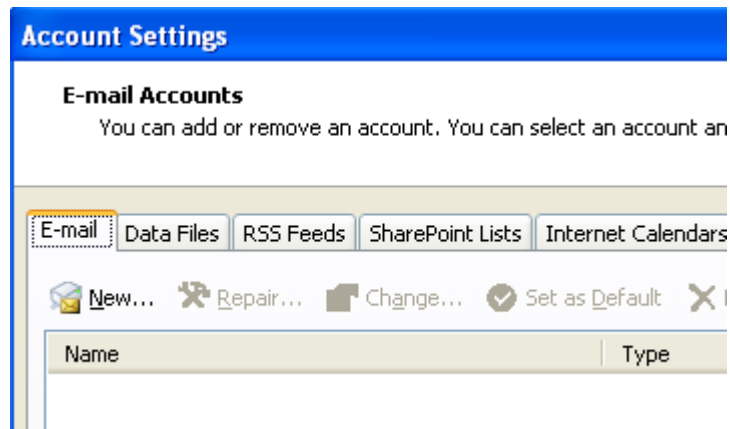 Account Settings
E-mail Accounts
You can add or remove an account. You can select an account an
E-mail Data Files RSS Feeds SharePoint Lists Internet Calendars
New... Repair... Change... Set as Default
Name Type